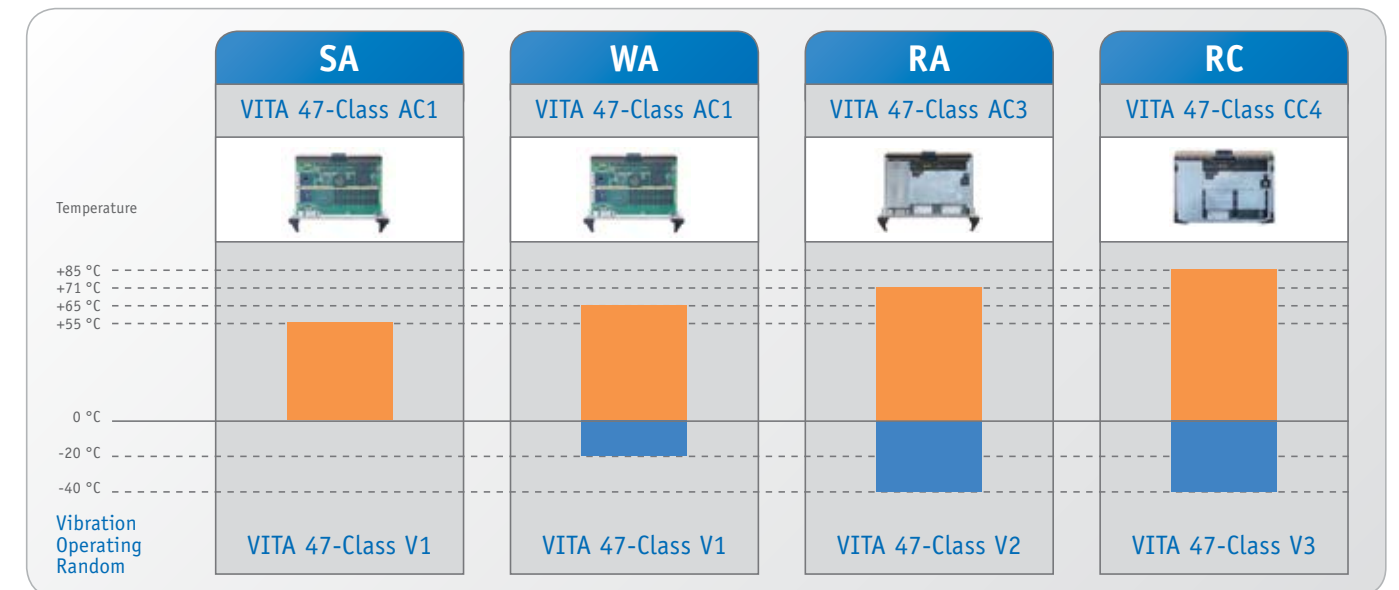 SA
WA
RA
RC
VITA 47-Class AC1
VITA 47-Class AC1
VITA 47-Class AC3
VITA 47-Class CC4
Temperature
+85 °C
+71 °C
+65 °C
+55 °C
0 °C
-20 °C
-40 °C
Vibration
Operating
Random
VITA 47-Class V1
VITA 47-Class V1
VITA 47-Class V2
VITA 47-Class V3